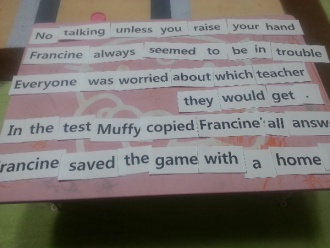 No talking unless you raise your hand
Francine always seemed to be in trouble
Everyone was worried about which teacher
they would get .
In the test Muffy copied Francine' all answ
Francine saved the game with a home